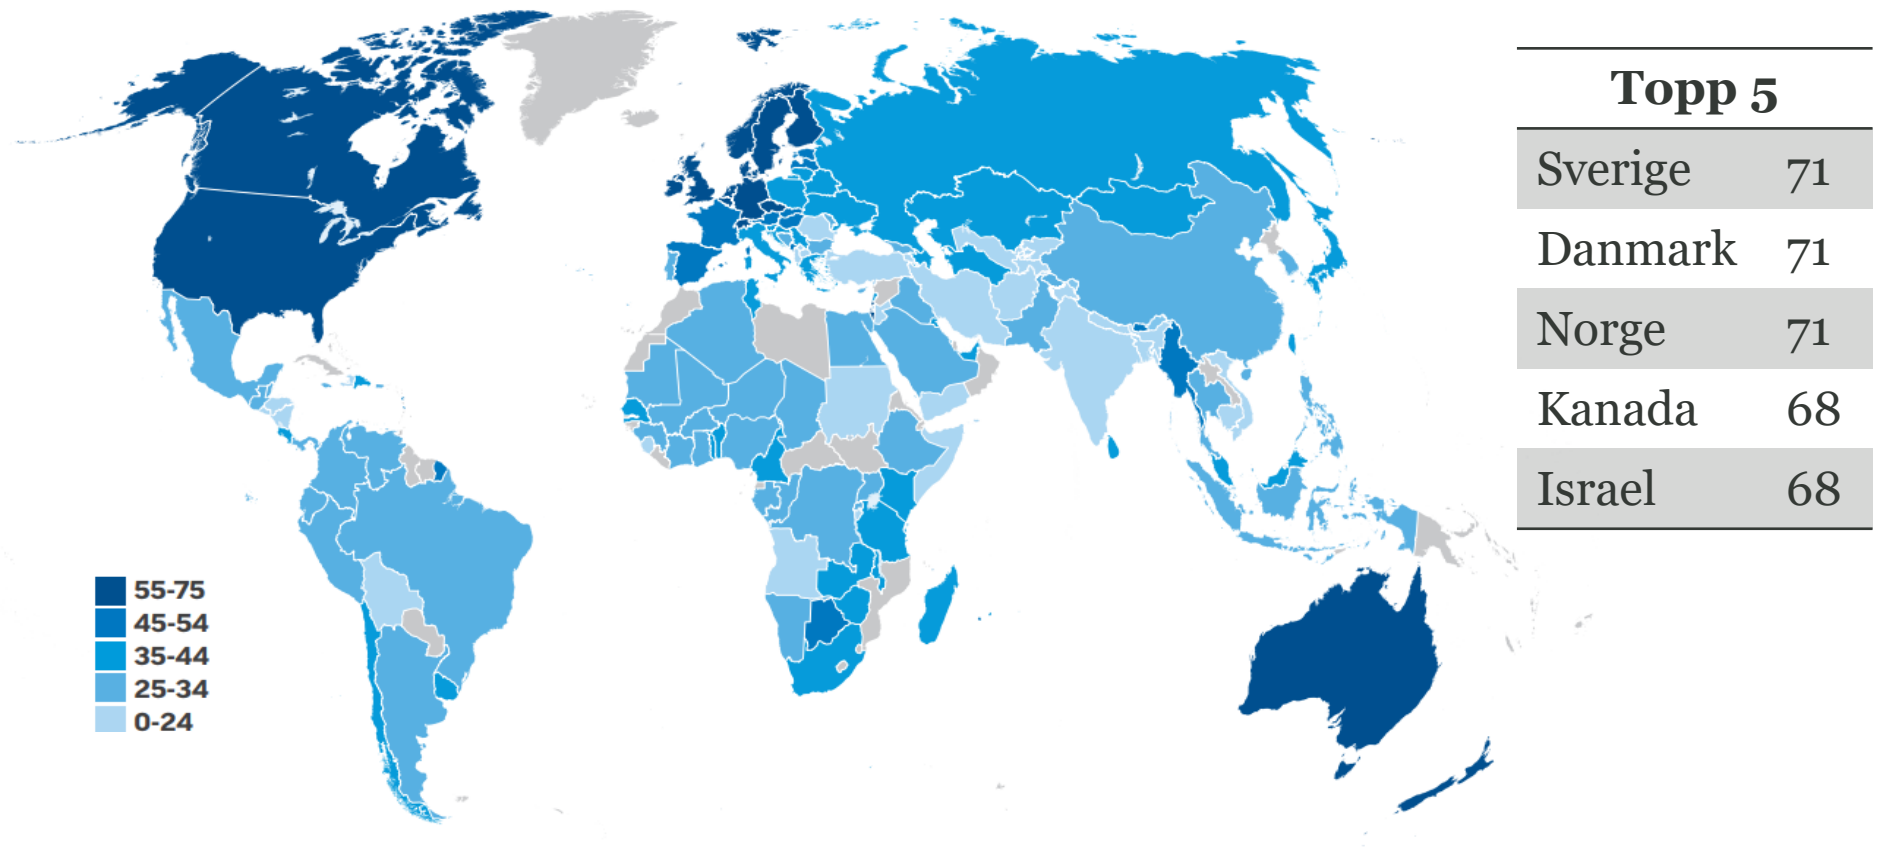 Topp 5
Sverige 71
Danmark 71
Norge 71
Kanada 68
Israel 68
55-75
45-54
35-44
25-34
0-24